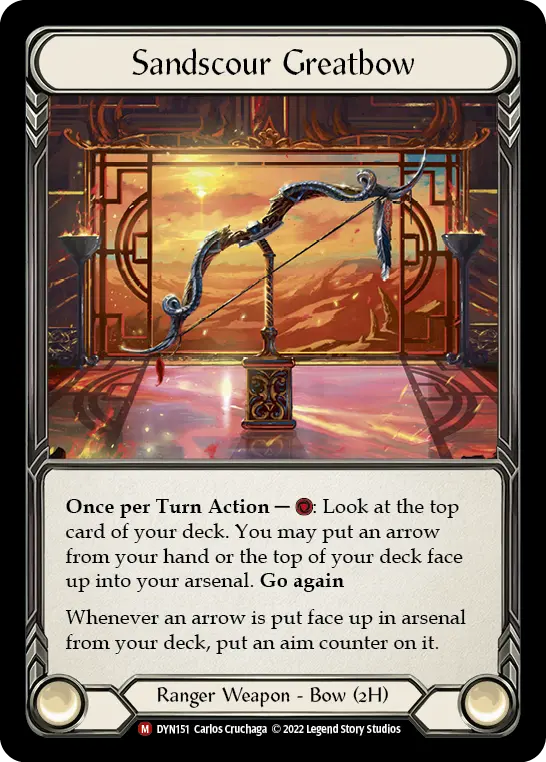 Sandscour Greatbow
Once per Turn Action — : Look at the top
card of your deck. You may put an arrow
from your hand or the top of your deck face
up into your arsenal. Go again
Whenever an arrow is put face up in arsenal
from your deck, put an aim counter on it.
Ranger Weapon - Bow (2H)
M DYN151 Carlos Cruchaga © 2022 Legend Story Studios